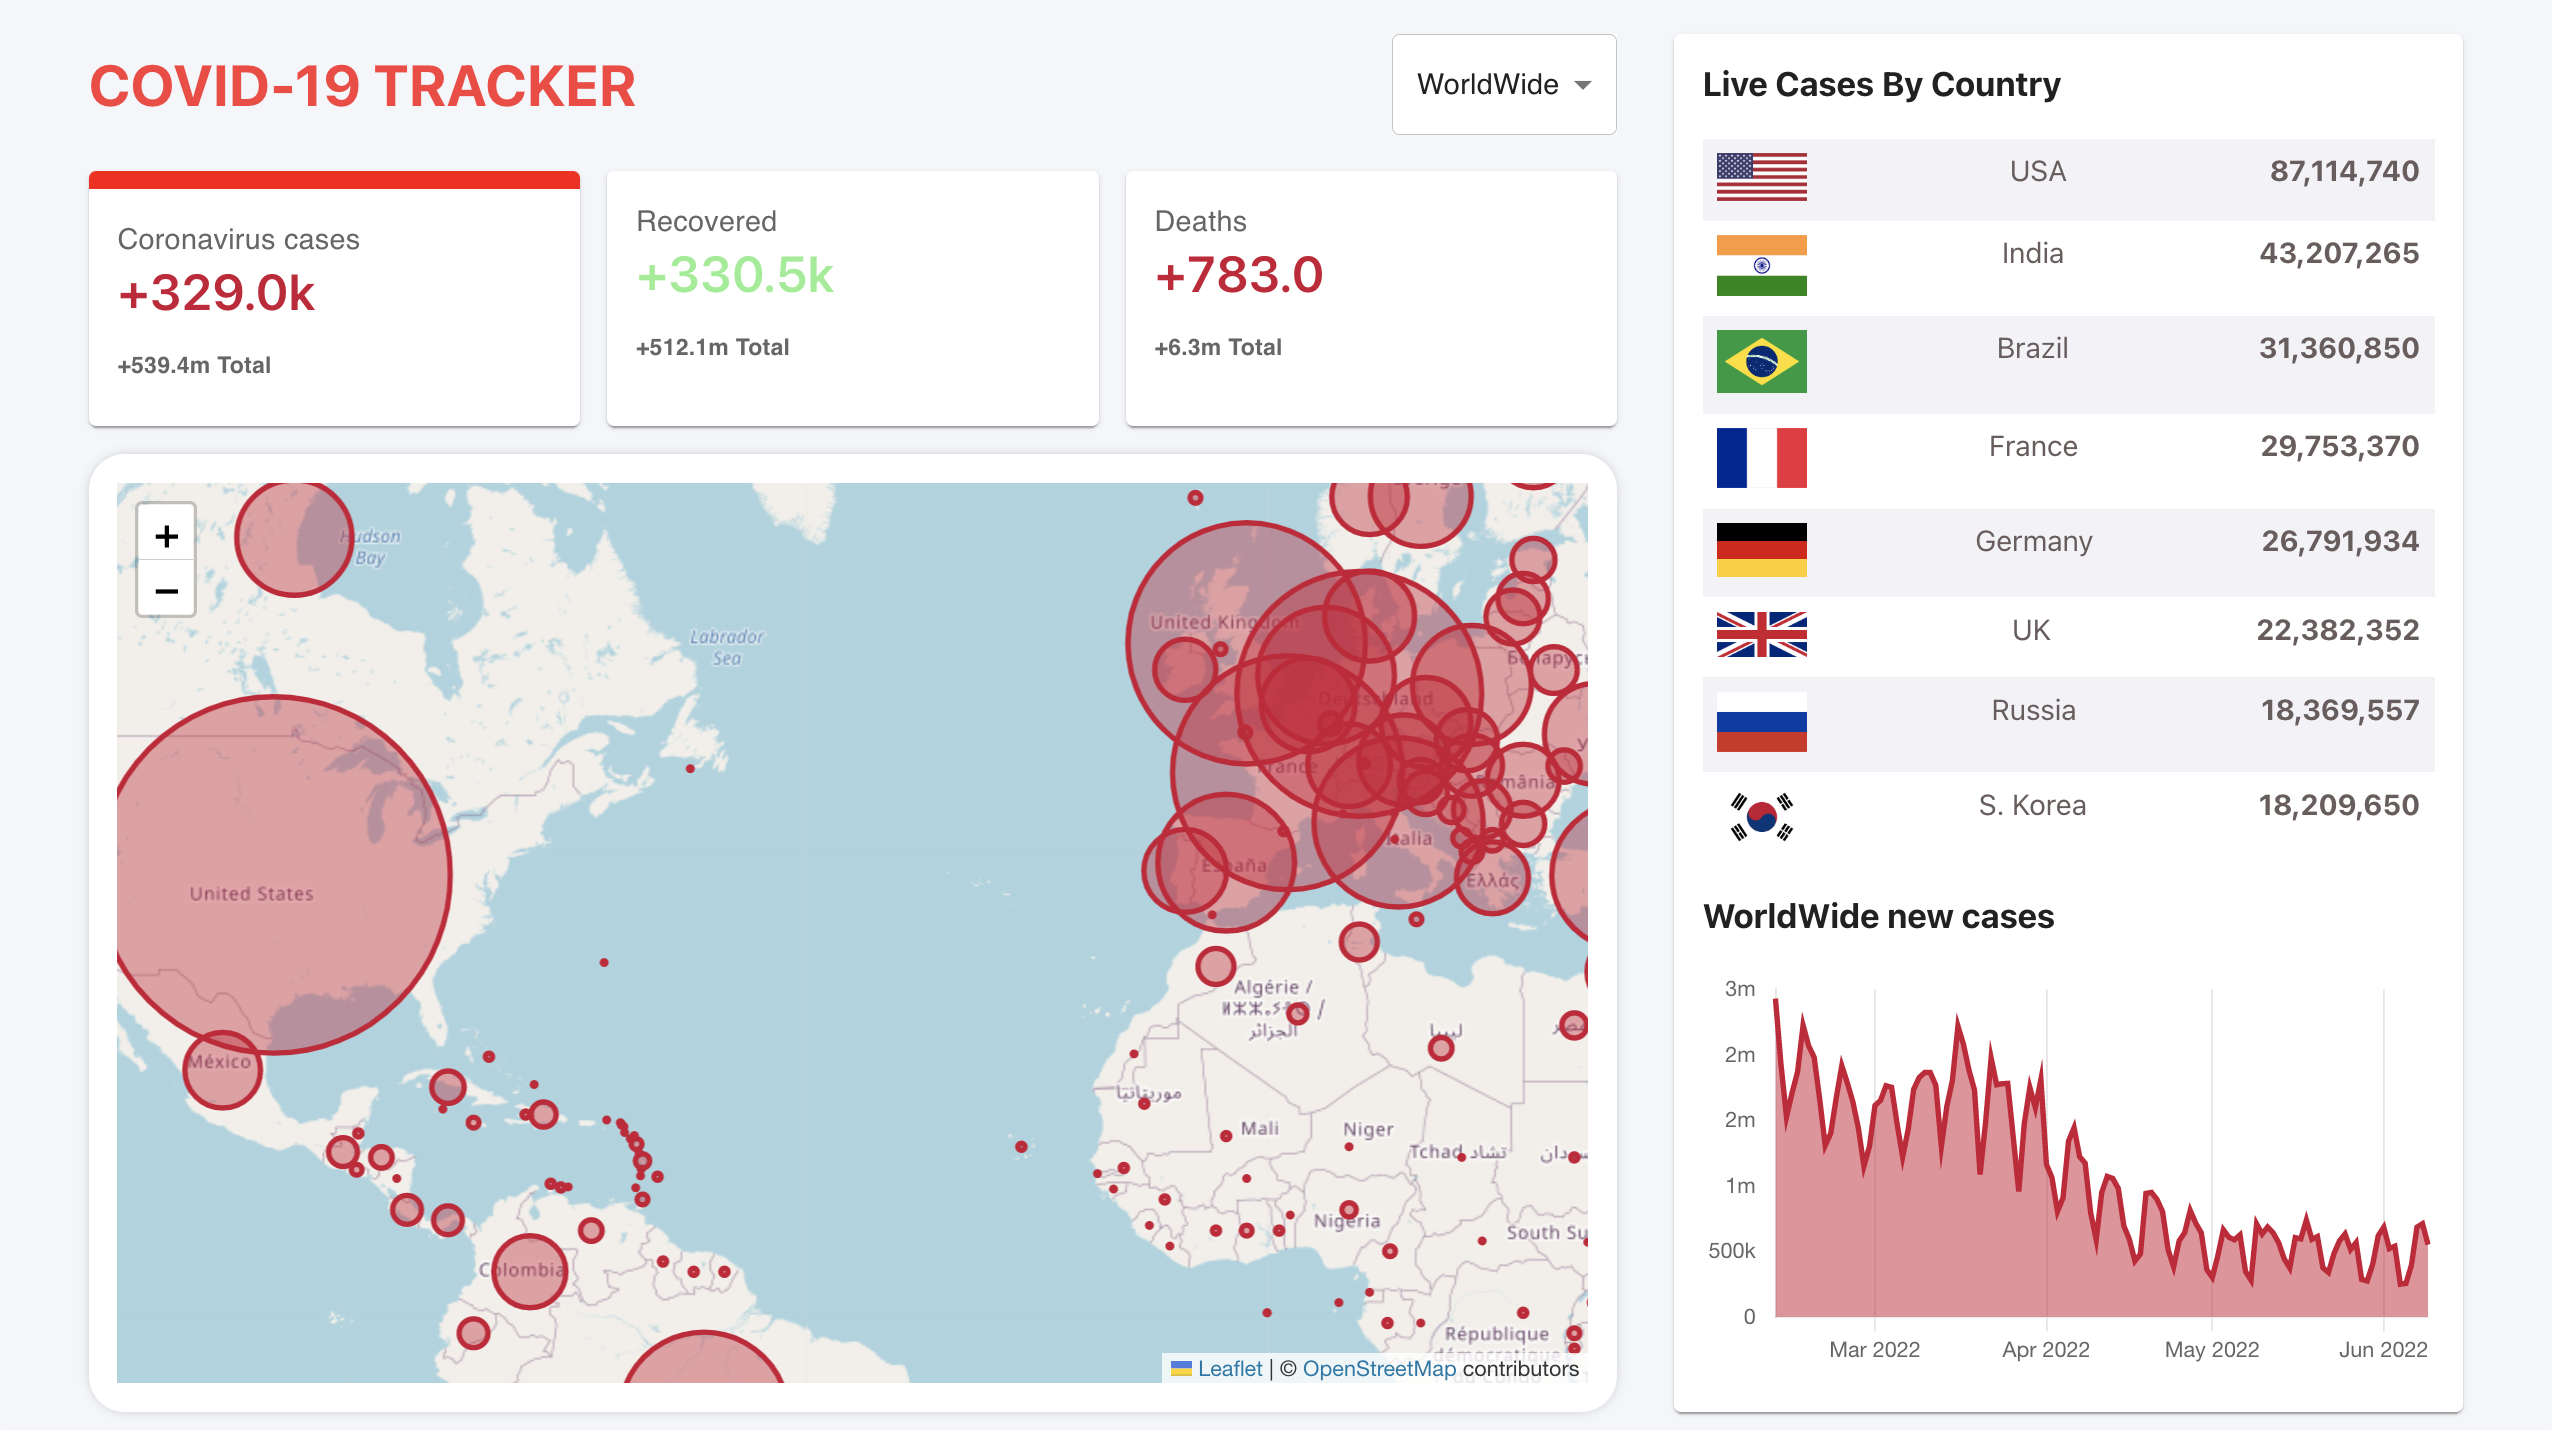 COVID-19 TRACKER
WorldWide
Coronavirus cases
+329.0k
+539.4m Total
Recovered
+330.5k
+512.1m Total
Deaths
+783.0
+6.3m Total
+
−
Hudson
Bay
Labrador
Sea
United States
México
Colombia
United Kingdom
Deutschland
France
España
Italia
Ελλάς
România
Algérie /
الجزائر
ليبيا
موريتانيا
Mali
Niger
Tchad تشاد
Nigeria
South Su
République
démocratique
Leaflet | © OpenStreetMap contributors
Live Cases By Country
USA 87,114,740
India 43,207,265
Brazil 31,360,850
France 29,753,370
Germany 26,791,934
UK 22,382,352
Russia 18,369,557
S. Korea 18,209,650
WorldWide new cases
3m
2m
2m
1m
500k
0
Mar 2022 Apr 2022 May 2022 Jun 2022